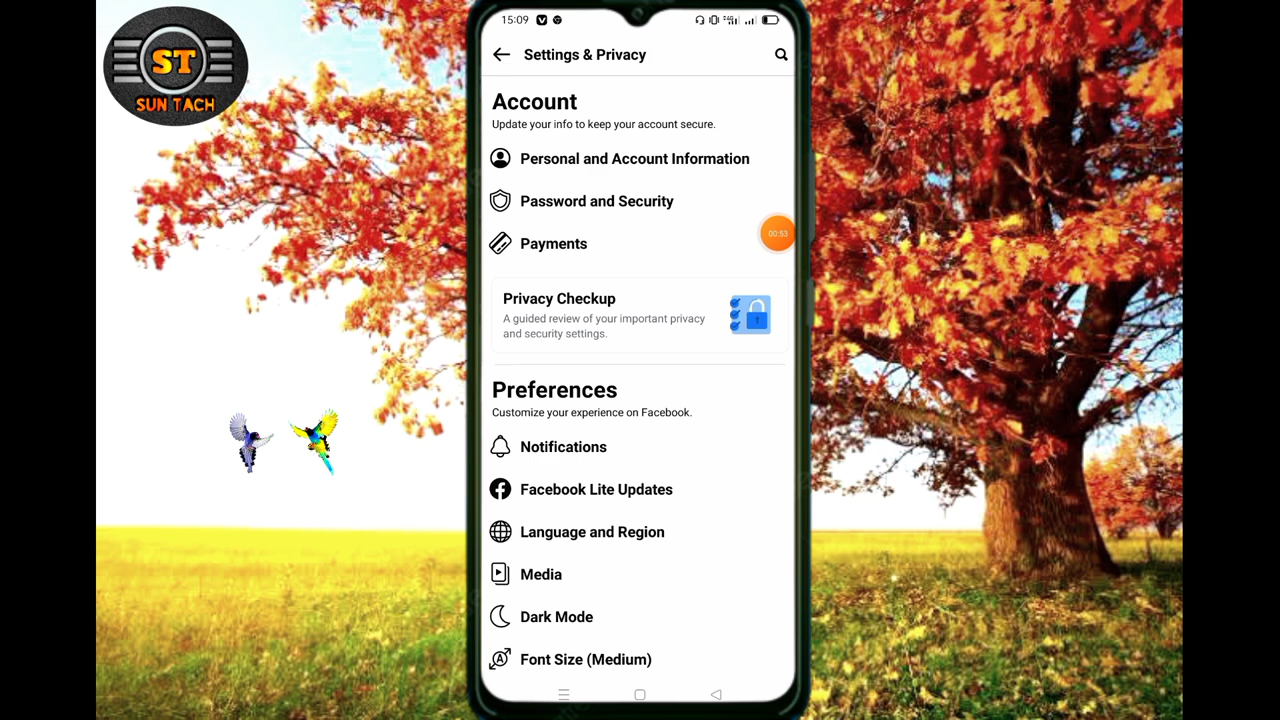 ST
SUN TACH
15:09
Settings & Privacy
Account
Update your info to keep your account secure.
Personal and Account Information
Password and Security
00:53
Payments
Privacy Checkup
A guided review of your important privacy
and security settings.
Preferences
Customize your experience on Facebook.
Notifications
Facebook Lite Updates
Language and Region
Media
Dark Mode
Font Size (Medium)